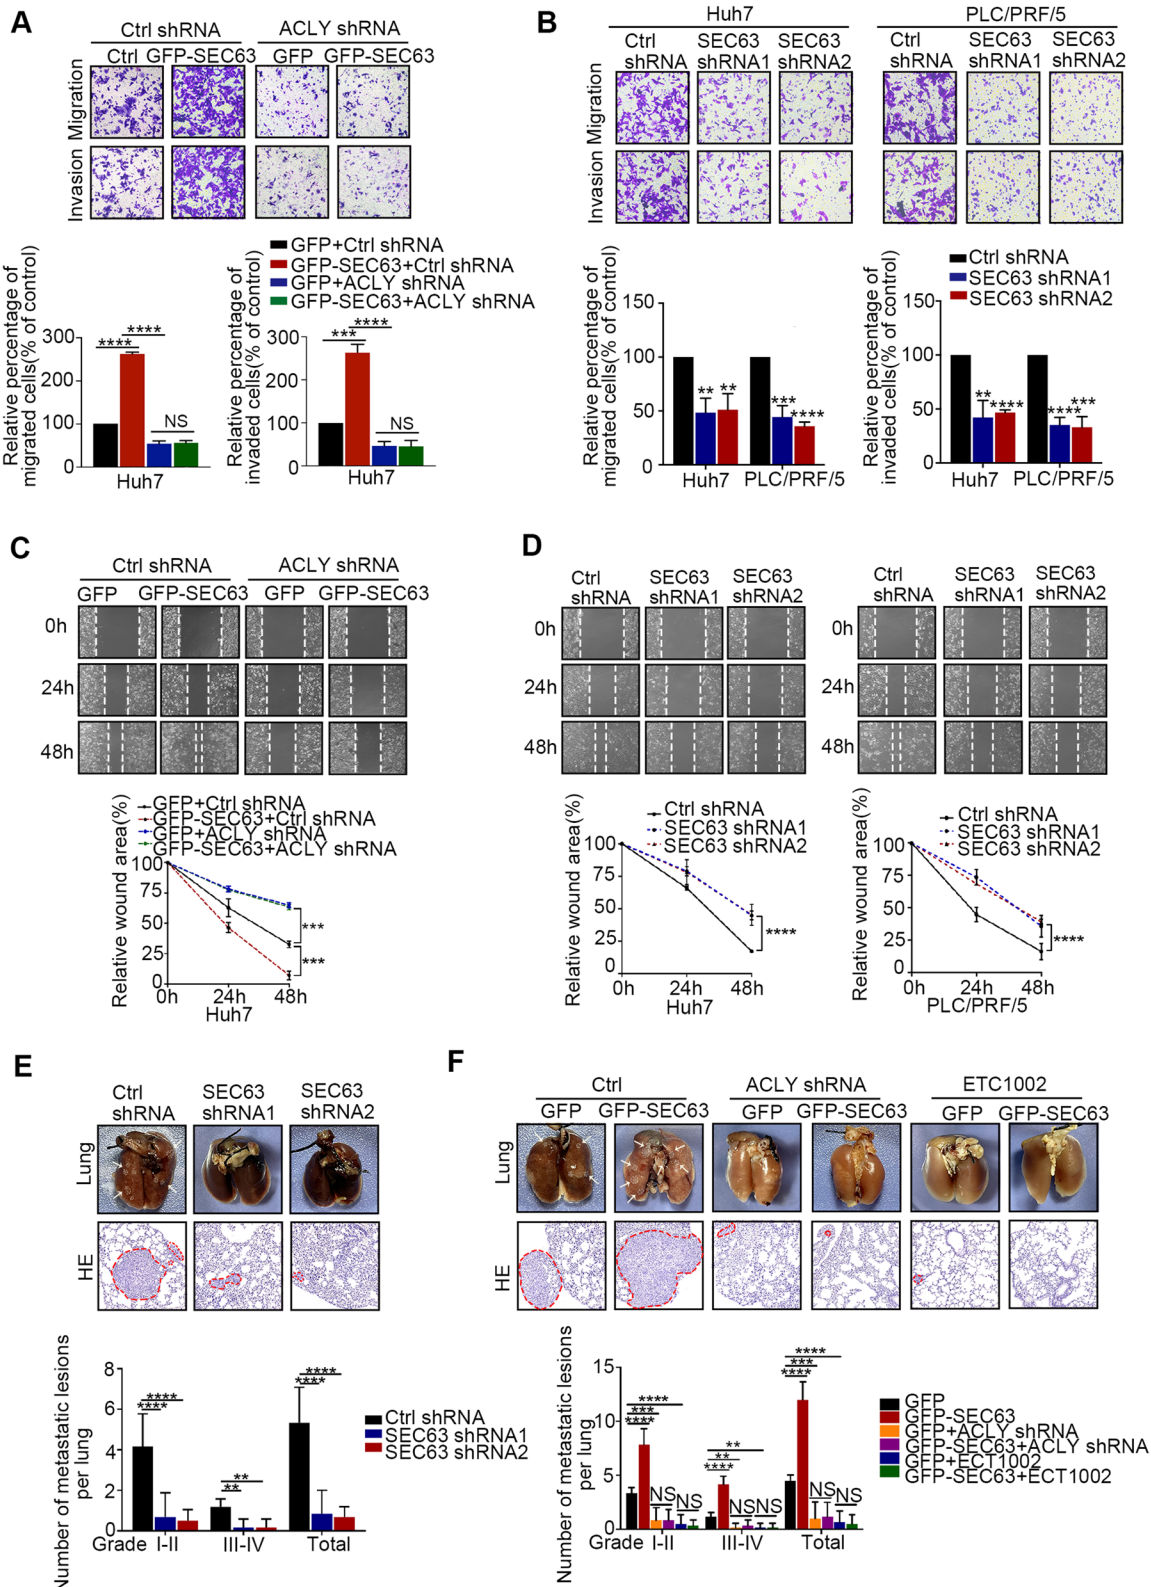 A
Ctrl shRNA
ACLY shRNA
Ctrl GFP-SEC63
GFP
GFP-SEC63
Migration
Invasion
GFP+Ctrl shRNA
GFP-SEC63+Ctrl shRNA
GFP+ACLY shRNA
GFP-SEC63+ACLY shRNA
Relative percentage of
migrated cells(% of control)
300
200
100
0
****
****
NS
Huh7
Relative percentage of
invaded cells(% of control)
300
200
100
0
***
****
NS
Huh7
B
Huh7
PLC/PRF/5
Ctrl
shRNA
SEC63
shRNA1
SEC63
shRNA2
Ctrl
shRNA
SEC63
shRNA1
SEC63
shRNA2
Migration
Invasion
Relative percentage of
migrated cells(% of control)
150
100
50
0
**
**
***
****
Huh7
PLC/PRF/5
Ctrl shRNA
SEC63 shRNA1
SEC63 shRNA2
Relative percentage of
invaded cells(% of control)
150
100
50
0
**
****
****
***
Huh7
PLC/PRF/5
C
Ctrl shRNA
ACLY shRNA
GFP
GFP-SEC63
GFP
GFP-SEC63
0h
24h
48h
GFP+Ctrl shRNA
GFP-SEC63+Ctrl shRNA
GFP+ACLY shRNA
GFP-SEC63+ACLY shRNA
Relative wound area(%)
100
75
50
25
0
***
***
0h
24h
48h
Huh7
D
Ctrl
shRNA
SEC63
shRNA1
SEC63
shRNA2
Ctrl
shRNA
SEC63
shRNA1
SEC63
shRNA2
0h
24h
48h
0h
24h
48h
Ctrl shRNA
SEC63 shRNA1
SEC63 shRNA2
Relative wound area(%)
100
75
50
25
0
****
0h
24h
48h
Huh7
Ctrl shRNA
SEC63 shRNA1
SEC63 shRNA2
Relative wound area(%)
100
75
50
25
0
****
0h
24h
48h
PLC/PRF/5
E
Ctrl
shRNA
SEC63
shRNA1
SEC63
shRNA2
Lung
HE
Number of metastatic lesions
per lung
8
6
4
2
0
****
****
**
**
****
****
Grade
I-II
III-IV
Total
Ctrl shRNA
SEC63 shRNA1
SEC63 shRNA2
F
Ctrl
ACLY shRNA
ETC1002
GFP
GFP-SEC63
GFP
GFP-SEC63
GFP
GFP-SEC63
Lung
HE
Number of metastatic lesions
per lung
15
10
5
0
****
***
****
NS
NS
**
**
****
NS
NS
****
***
****
NS
NS
Grade
I-II
III-IV
Total
GFP
GFP-SEC63
GFP+ACLY shRNA
GFP-SEC63+ACLY shRNA
GFP+ECT1002
GFP-SEC63+ECT1002